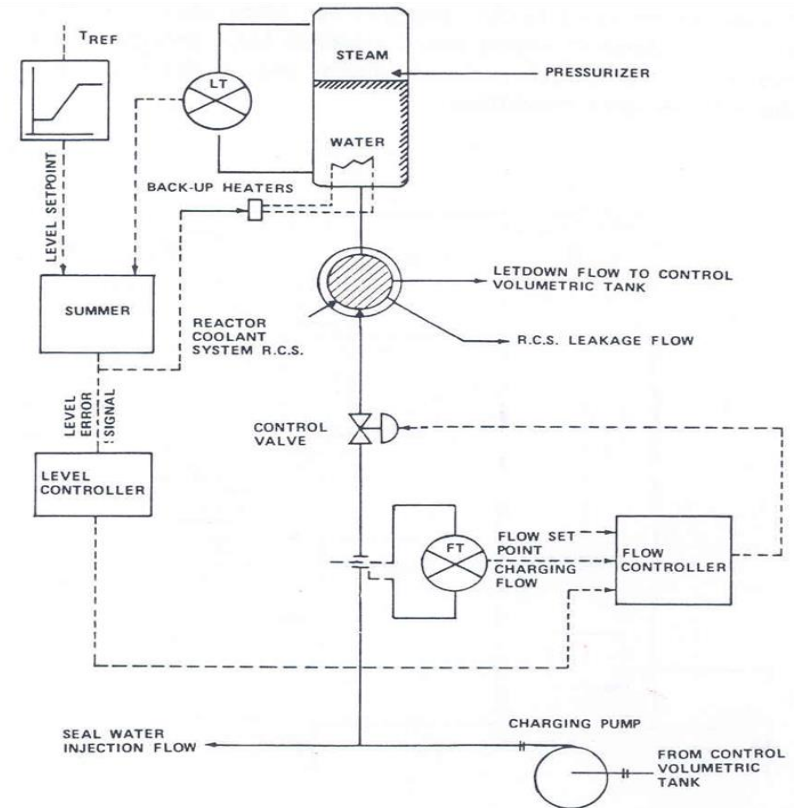 TREF
STEAM
LT
PRESSURIZER
WATER
BACK-UP HEATERS
LEVEL SETPOINT
LETDOWN FLOW TO CONTROL
VOLUMETRIC TANK
SUMMER
REACTOR
COOLANT
SYSTEM R.C.S.
R.C.S. LEAKAGE FLOW
LEVEL
ERROR
SIGNAL
CONTROL
VALVE
LEVEL
CONTROLLER
FT
FLOW SET
POINT
CHARGING
FLOW
FLOW
CONTROLLER
SEAL WATER
INJECTION FLOW
CHARGING PUMP
FROM CONTROL
VOLUMETRIC
TANK